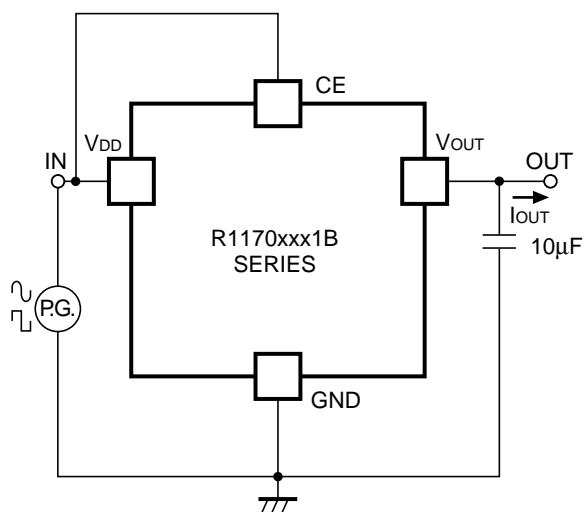 CE
VDD
VOUT
IN
OUT
IOUT
R1170xxx1B
SERIES
10μF
P.G.
GND